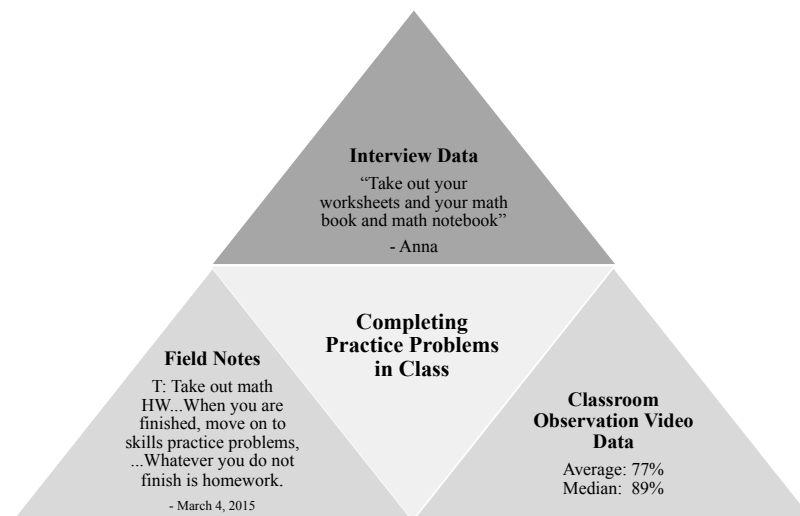 Interview Data
“Take out your
worksheets and your math
book and math notebook”
- Anna
Completing
Practice Problems
in Class
Field Notes
T: Take out math
HW...When you are
finished, move on to
skills practice problems,
...Whatever you do not
finish is homework.
- March 4, 2015
Classroom
Observation Video
Data
Average: 77%
Median: 89%